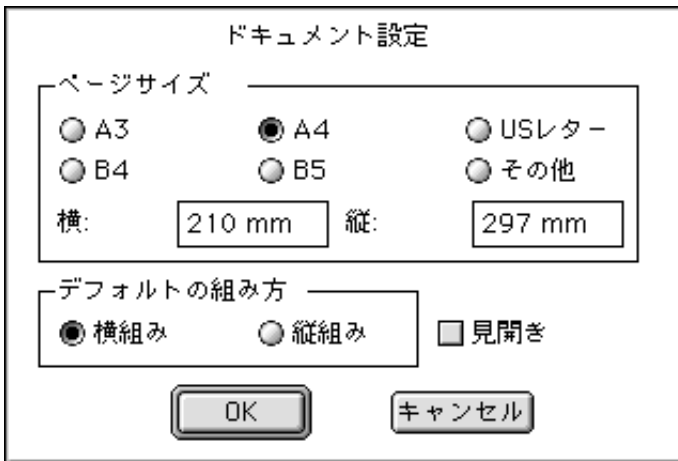 ドキュメント設定
ページサイズ
A3 A4 USレター
B4 B5 その他
横: 210 mm 縦: 297 mm
デフォルトの組み方
横組み 縦組み 見開き
OK キャンセル